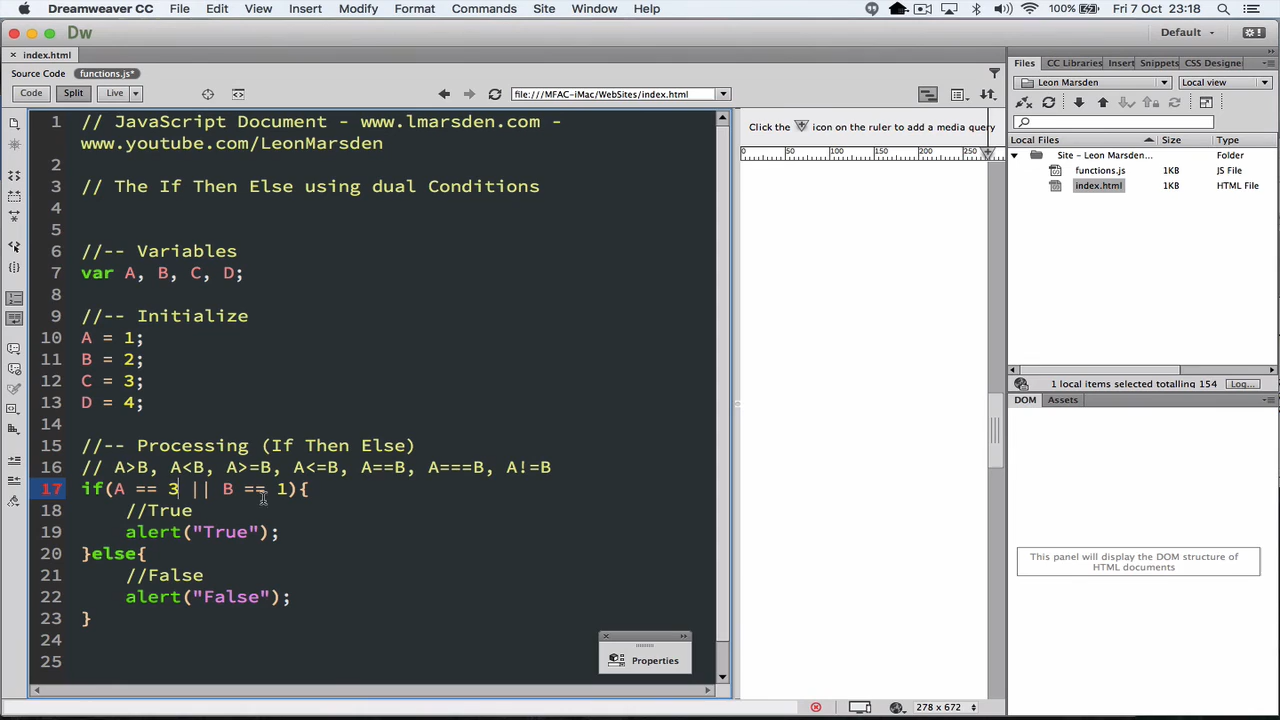 Dreamweaver CC File Edit View Insert Modify Format Commands Site Window Help 100% Fri 7 Oct 23:18
Dw Default
× index.html
Source Code functions.js*
Code Split Live file:///MFAC-iMac/WebSites/index.html
1 // JavaScript Document - www.lmarsden.com -
www.youtube.com/LeonMarsden
2
3 // The If Then Else using dual Conditions
4
5
6 //-- Variables
7 var A, B, C, D;
8
9 //-- Initialize
10 A = 1;
11 B = 2;
12 C = 3;
13 D = 4;
14
15 //-- Processing (If Then Else)
16 // A>B, A<B, A>=B, A<=B, A==B, A===B, A!=B
17 if(A == 3 || B == 1){
18 //True
19 alert("True");
20 }else{
21 //False
22 alert("False");
23 }
24
25
Properties
Click the icon on the ruler to add a media query
0 50 100 150 200 250
278 x 672
Files CC Libraries Insert Snippets CSS Designer
Leon Marsden Local view
Local Files Size Type
Site - Leon Marsden... Folder
functions.js 1KB JS File
index.html 1KB HTML File
1 local items selected totalling 154 Log...
DOM Assets
This panel will display the DOM structure of
HTML documents